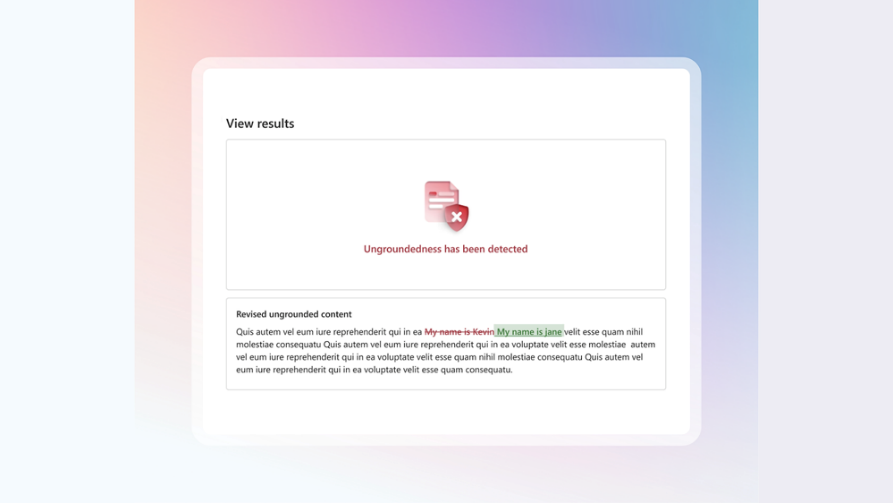 View results
Ungroundedness has been detected
Revised ungrounded content
Quis autem vel eum iure reprehenderit qui in ea My name is Kevin My name is jane velit esse quam nihil
molestiae consequatu Quis autem vel eum iure reprehenderit qui in ea voluptate velit esse molestiae autem
vel eum iure reprehenderit qui in ea voluptate velit esse quam nihil molestiae consequatu Quis autem vel
eum iure reprehenderit qui in ea voluptate velit esse quam consequatu.